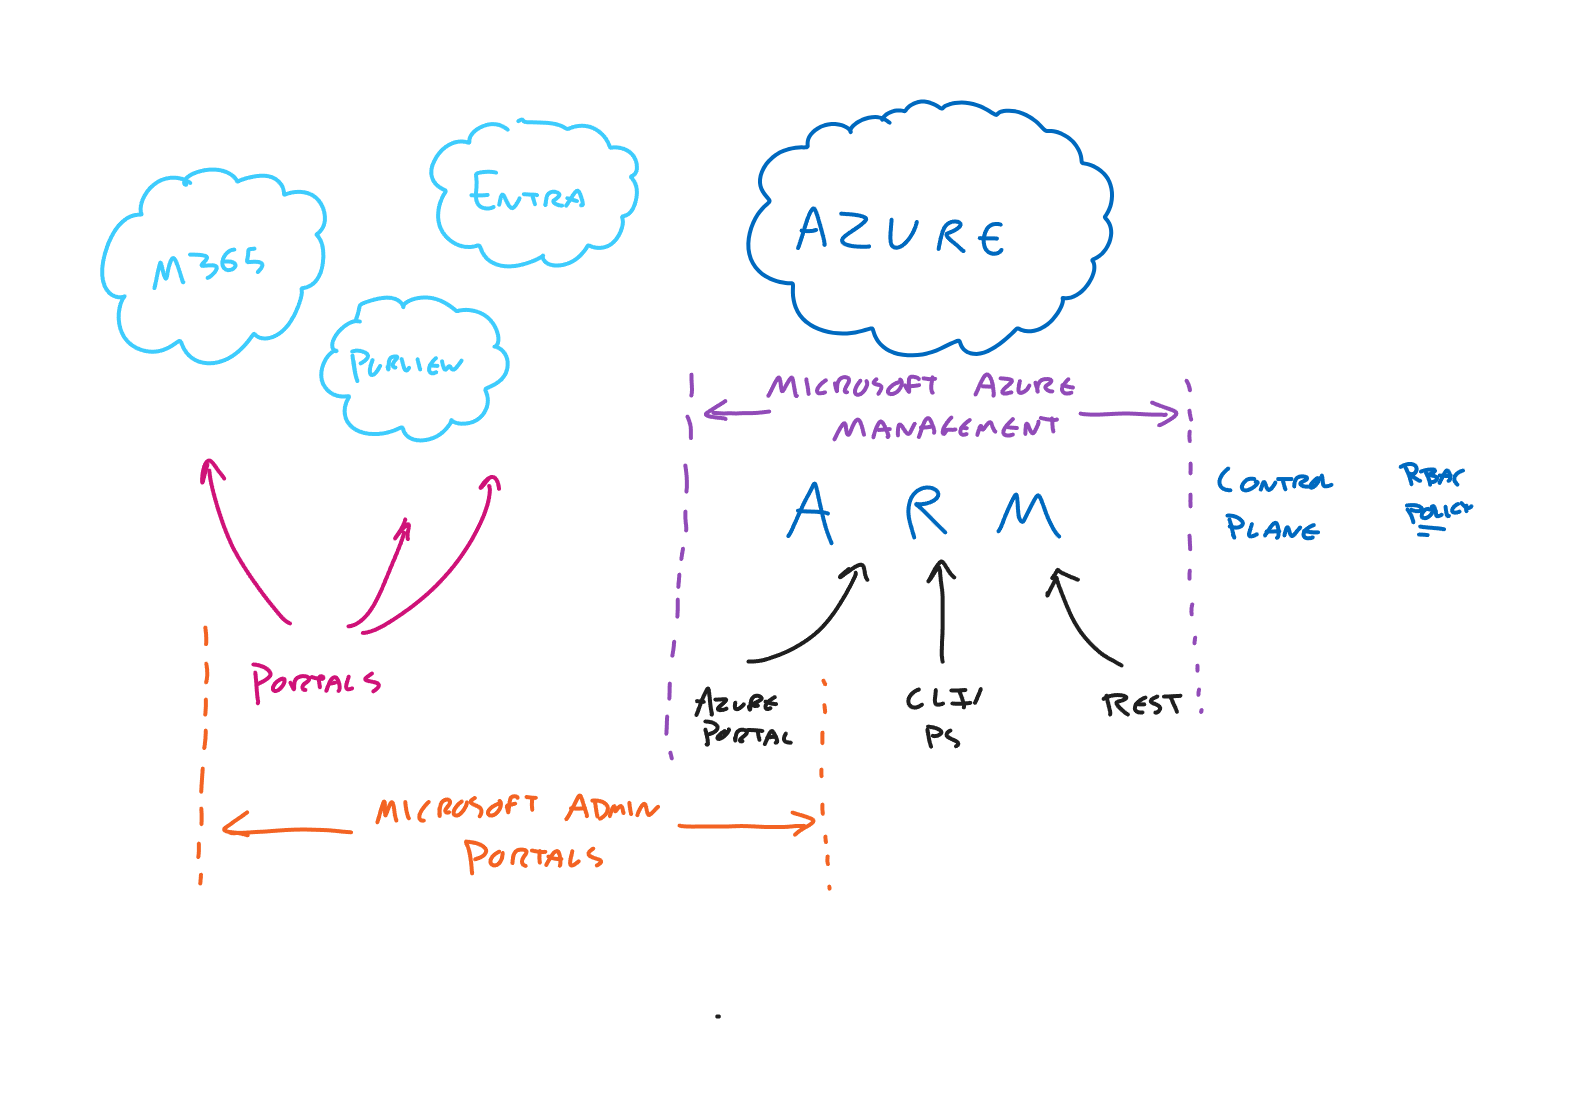 ENTRA
M365
PURVIEW
AZURE
MICROSOFT AZURE
MANAGEMENT
ARM
CONTROL
PLANE
RBAC
POLICY
PORTALS
AZURE
PORTAL
CLI/
PS
REST
MICROSOFT ADMIN
PORTALS